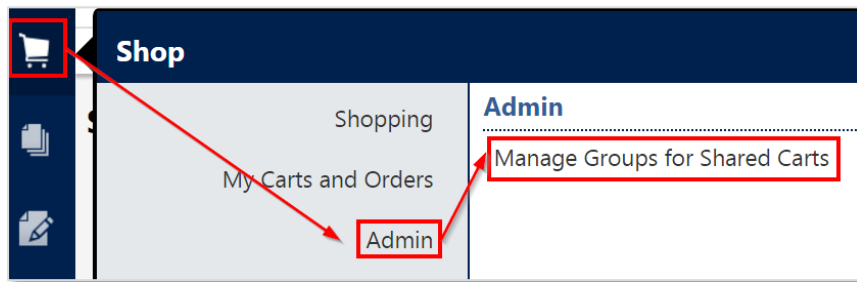 Shop
Shopping
My Carts and Orders
Admin
Admin
Manage Groups for Shared Carts